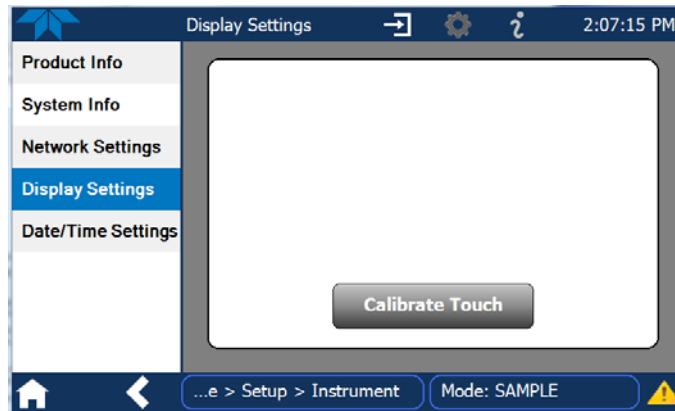 Display Settings
2:07:15 PM
Product Info
System Info
Network Settings
Display Settings
Date/Time Settings
Calibrate Touch
...e > Setup > Instrument
Mode: SAMPLE